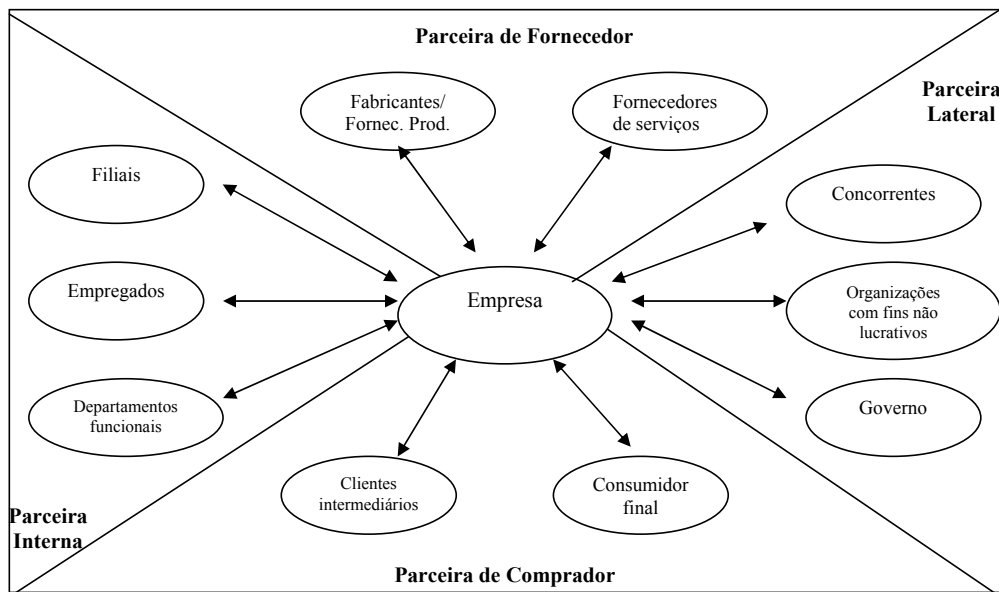 Parceira de Fornecedor
Parceira
Lateral
Fabricantes/
Fornec. Prod.
Fornecedores
de serviços
Filiais
Concorrentes
Empregados
Empresa
Organizações
com fins não
lucrativos
Departamentos
funcionais
Governo
Clientes
intermediários
Consumidor
final
Parceira
Interna
Parceira de Comprador